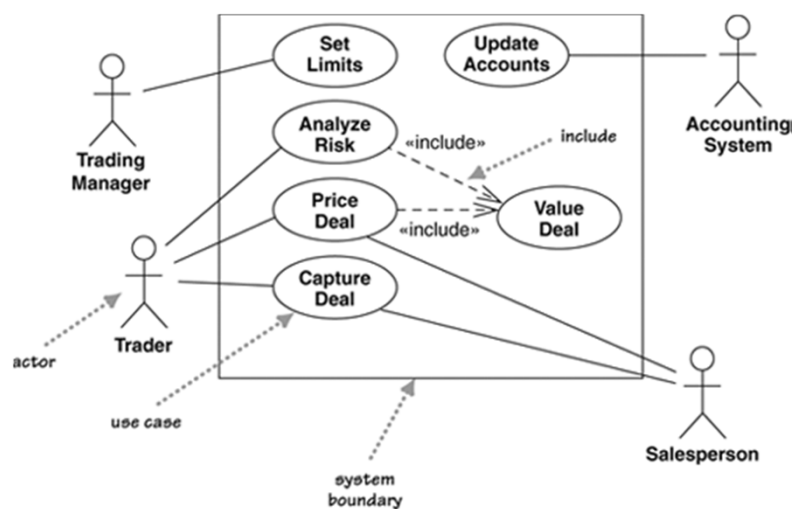 Set
Limits
Update
Accounts
Trading
Manager
Accounting
System
Analyze
Risk
«include»
include
Price
Deal
«include»
Value
Deal
Capture
Deal
Trader
actor
use case
system
boundary
Salesperson